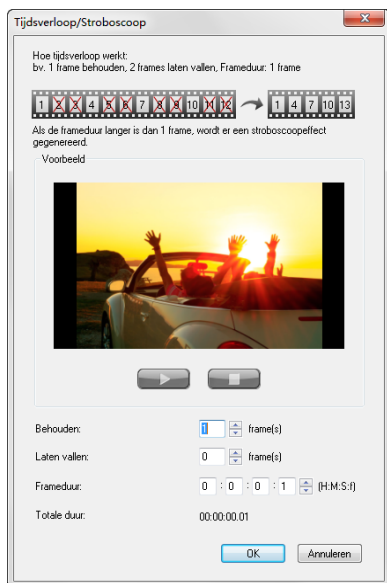 Tijdsverloop/Stroboscoop
Hoe tijdsverloop werkt:
bv. 1 frame behouden, 2 frames laten vallen, Frameduur: 1 frame
1 2 3 4 5 6 7 8 9 10 11 12 1 4 7 10 13
Als de frameduur langer is dan 1 frame, wordt er een stroboscoopeffect
gegenereerd.
Voorbeeld
Behouden: 1 frame(s)
Laten vallen: 0 frame(s)
Frameduur: 0 : 0 : 0 : 1 (H:M:S:f)
Totale duur: 00:00:00.01
OK Annuleren